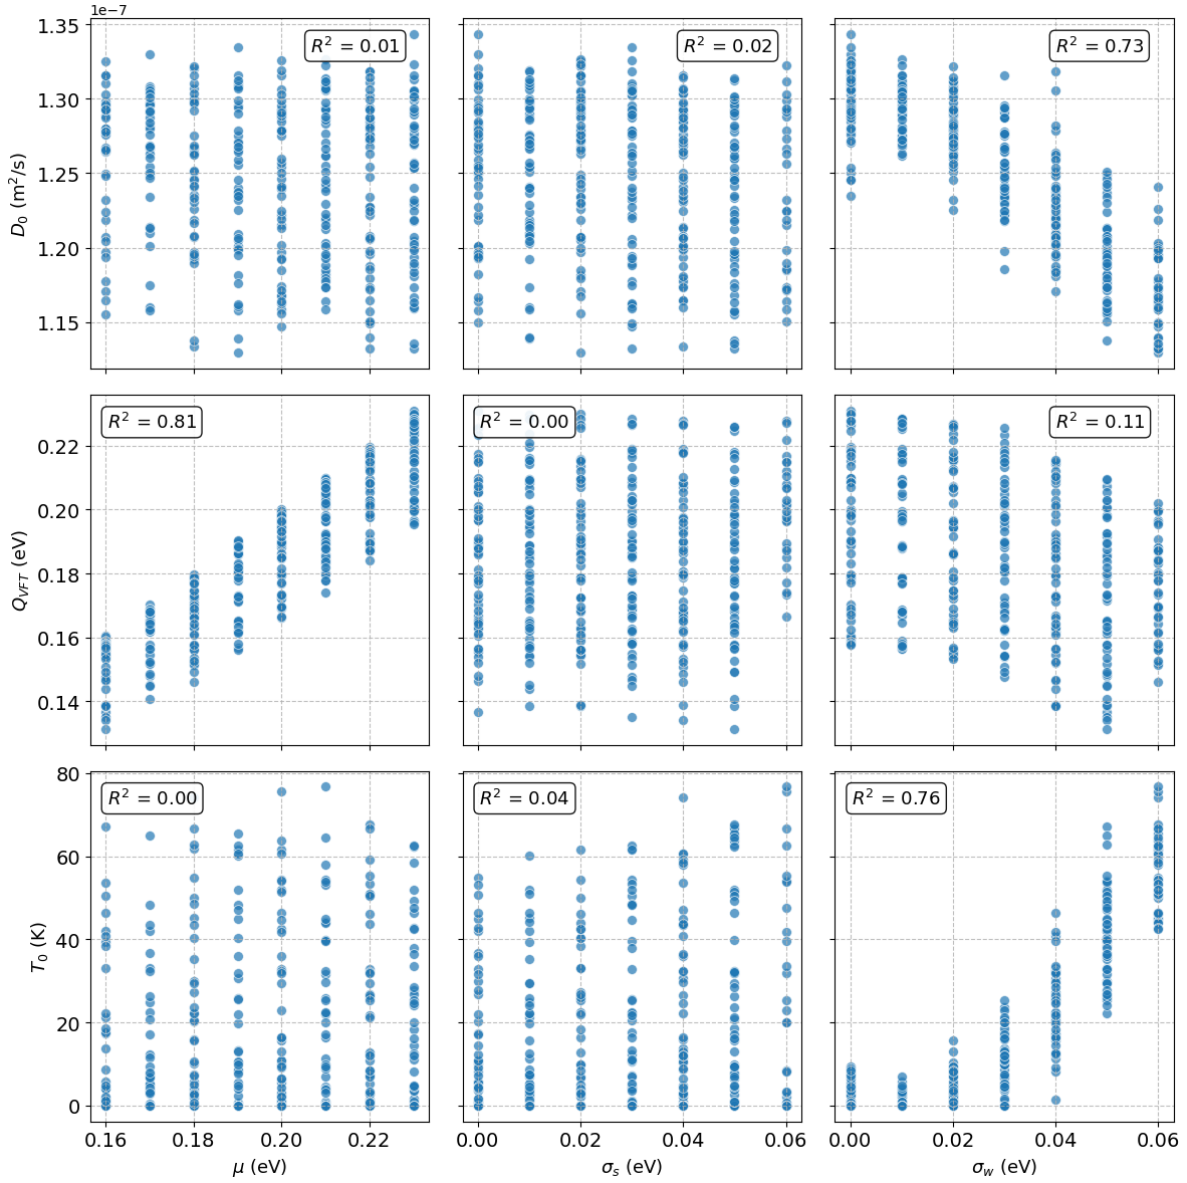 1e−7
1.35
1.30
1.25
1.20
1.15
D₀ (m²/s)
R² = 0.01
R² = 0.02
R² = 0.73
0.22
0.20
0.18
0.16
0.14
Q_VFT (eV)
R² = 0.81
R² = 0.00
R² = 0.11
80
60
40
20
0
T₀ (K)
R² = 0.00
R² = 0.04
R² = 0.76
0.16 0.18 0.20 0.22
0.00 0.02 0.04 0.06
0.00 0.02 0.04 0.06
μ (eV)
σₛ (eV)
σ_w (eV)